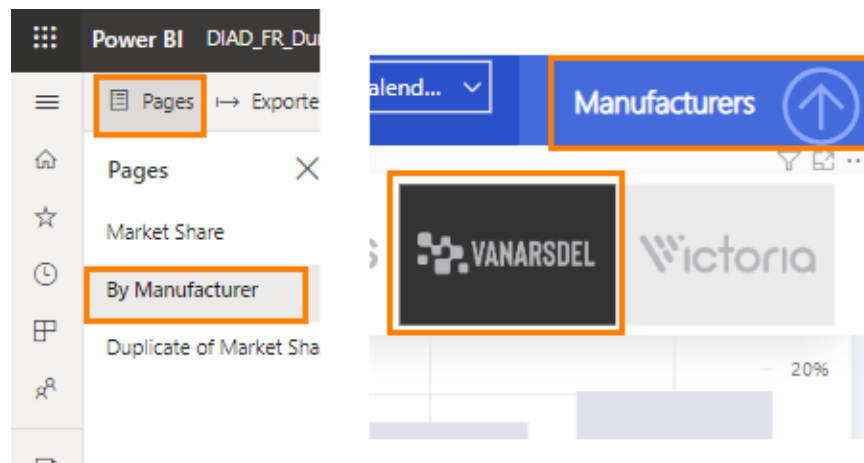 Power BI DIAD_FR_Du
Pages Exporte
Pages
Market Share
By Manufacturer
Duplicate of Market Sha
alend...
Manufacturers
S
VANARSDEL
Victoria
20%